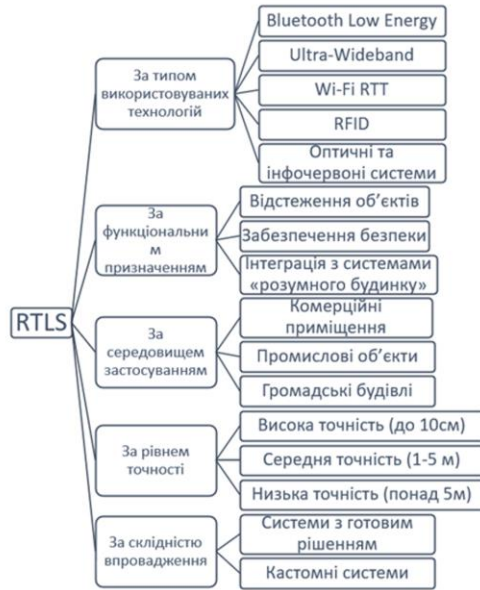 RTLS
За типом
використовуваних
технологій
Bluetooth Low Energy
Ultra-Wideband
Wi-Fi RTT
RFID
Оптичні та
інфочервоні системи
За
функціональни
м
призначенням
Відстеження об’єктів
Забезпечення безпеки
Інтеграція з системами
«розумного будинку»
За
середовищем
застосуванням
Комерційні
приміщення
Промислові об’єкти
Громадські будівлі
За рівнем
точності
Висока точність (до 10см)
Середня точність (1-5 м)
Низька точність (понад 5м)
За склідністю
впровадження
Системи з готовим
рішенням
Кастомні системи